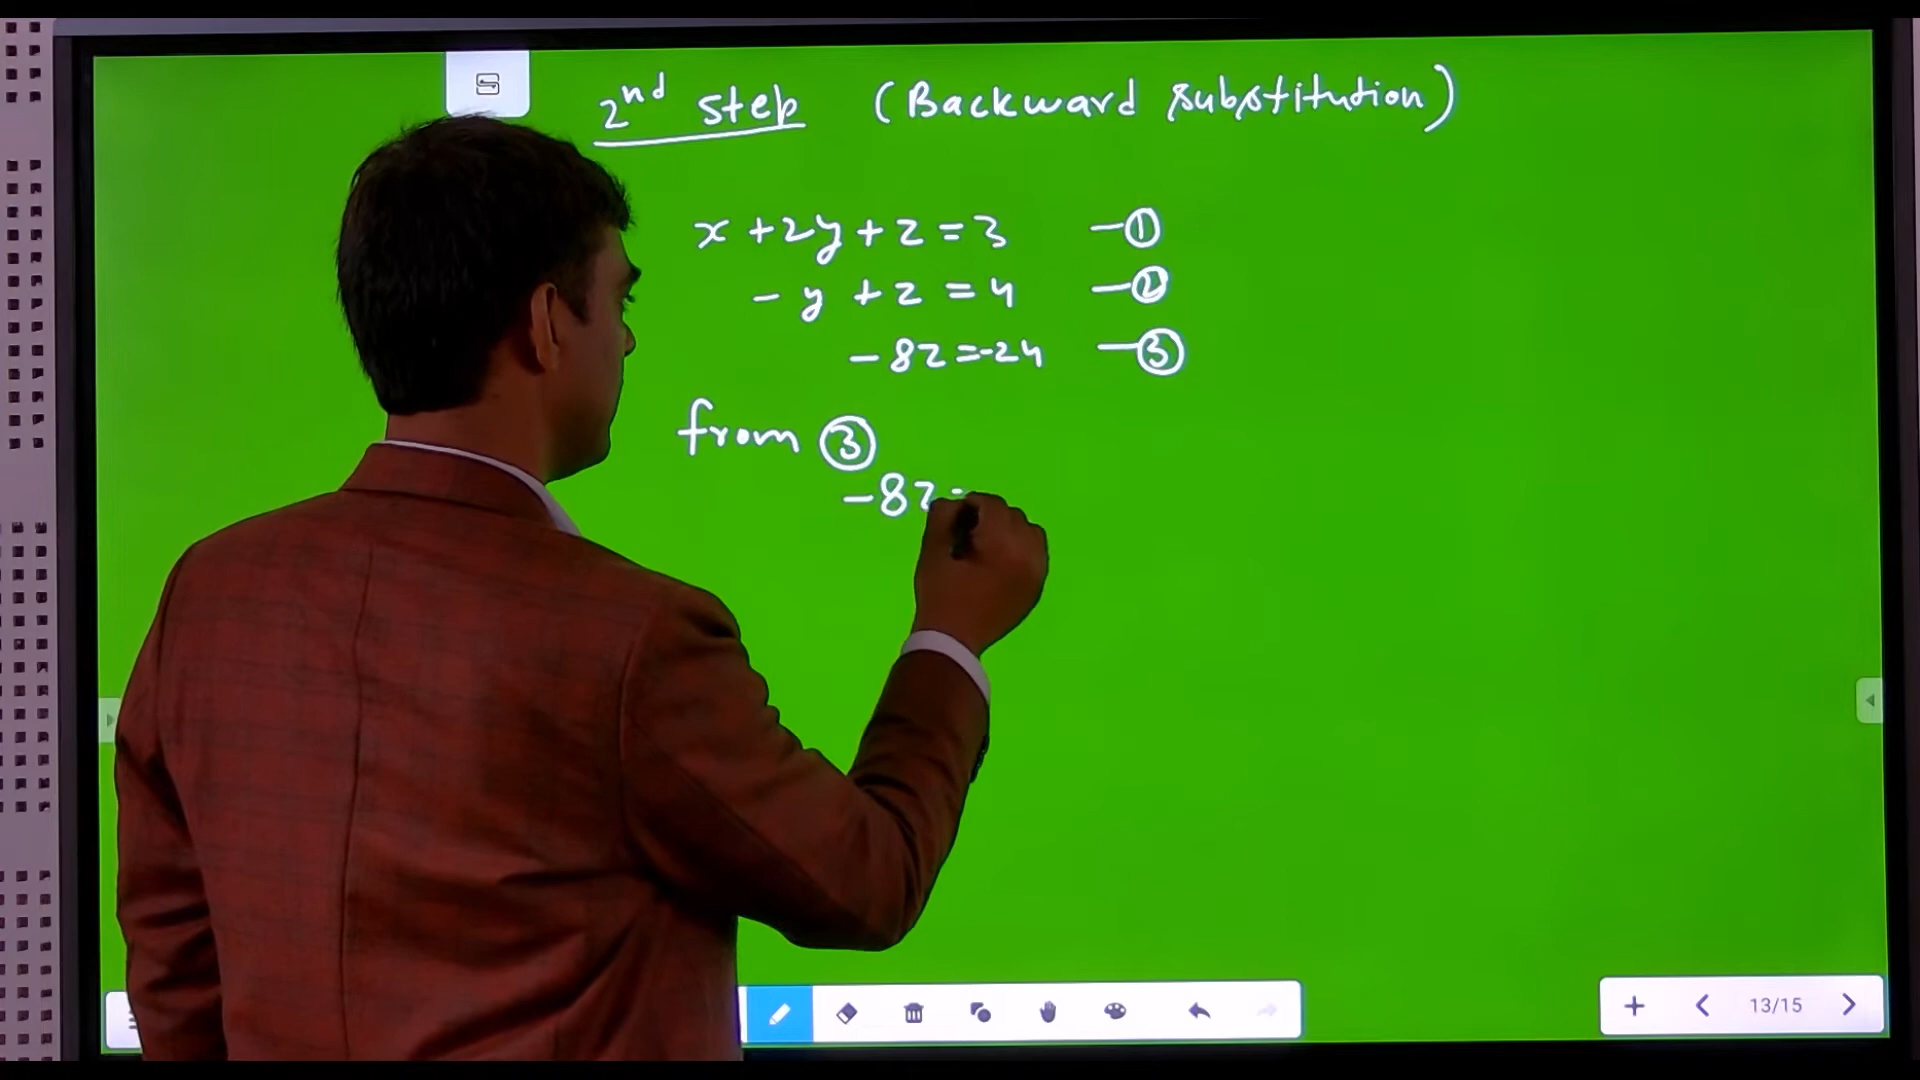 2nd step (Backward substitution)
x + 2y + z = 3 —①
- y + z = 4 —②
- 8z = -24 —③
from ③
-8z =
13/15